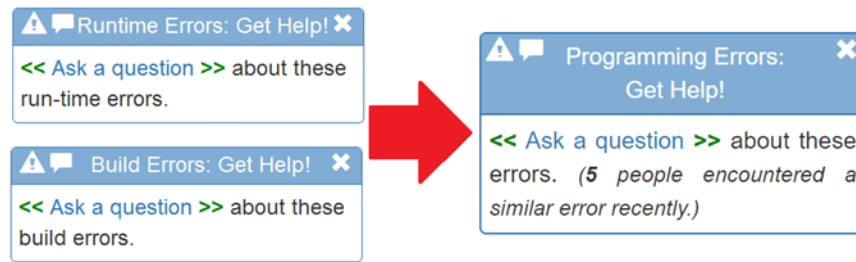 Runtime Errors: Get Help!
<< Ask a question >> about these
run-time errors.
Build Errors: Get Help!
<< Ask a question >> about these
build errors.
Programming Errors:
Get Help!
<< Ask a question >> about these
errors. (5 people encountered a
similar error recently.)